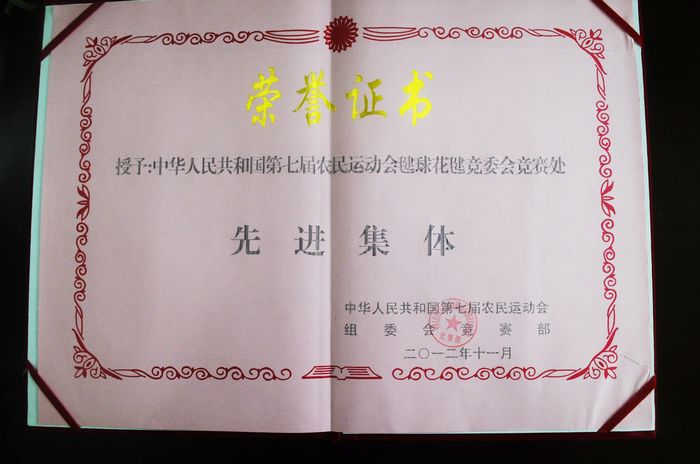 荣誉证书
授予:中华人民共和国第七届农民运动会毽球花毽竞委会竞赛处
先进集体
中华人民共和国第七届农民运动会
组委会竞赛部
二〇一二年十一月
竞赛部